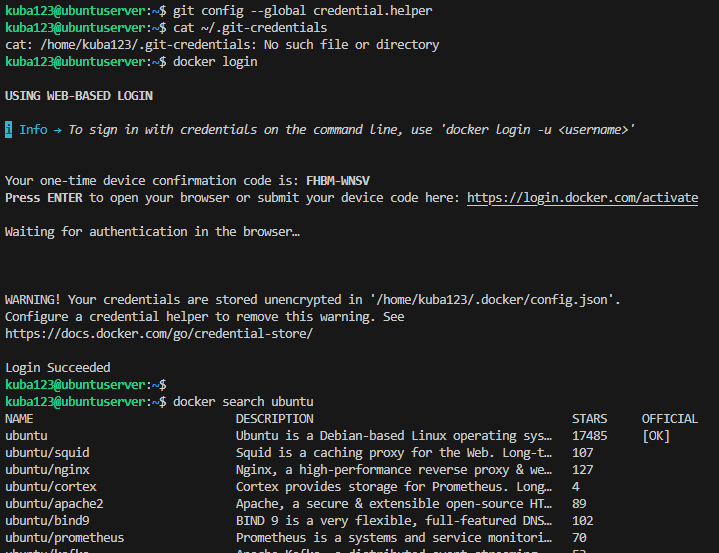 kuba123@ubuntuserver:~$ git config --global credential.helper
kuba123@ubuntuserver:~$ cat ~/.git-credentials
cat: /home/kuba123/.git-credentials: No such file or directory
kuba123@ubuntuserver:~$ docker login
USING WEB-BASED LOGIN
i Info → To sign in with credentials on the command line, use 'docker login -u <username>'
Your one-time device confirmation code is: FHBM-WNSV
Press ENTER to open your browser or submit your device code here: https://login.docker.com/activate
Waiting for authentication in the browser…
WARNING! Your credentials are stored unencrypted in '/home/kuba123/.docker/config.json'.
Configure a credential helper to remove this warning. See
https://docs.docker.com/go/credential-store/
Login Succeeded
kuba123@ubuntuserver:~$
kuba123@ubuntuserver:~$ docker search ubuntu
NAME DESCRIPTION STARS OFFICIAL
ubuntu Ubuntu is a Debian-based Linux operating sys… 17485 [OK]
ubuntu/squid Squid is a caching proxy for the Web. Long-t… 107
ubuntu/nginx Nginx, a high-performance reverse proxy & we… 127
ubuntu/cortex Cortex provides storage for Prometheus. Long… 4
ubuntu/apache2 Apache, a secure & extensible open-source HT… 89
ubuntu/bind9 BIND 9 is a very flexible, full-featured DNS… 102
ubuntu/prometheus Prometheus is a systems and service monitori… 70
ubuntu/kafka Apache Kafka, a distributed event streaming